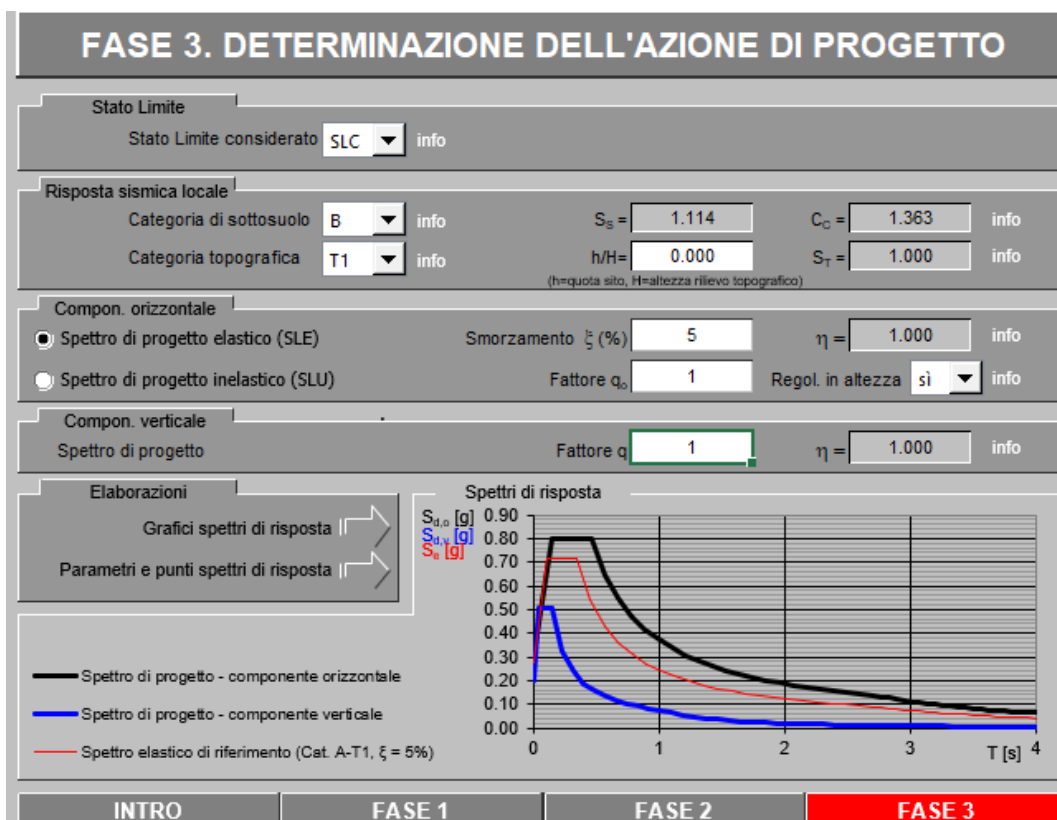 FASE 3. DETERMINAZIONE DELL'AZIONE DI PROGETTO
Stato Limite
Stato Limite considerato SLC info
Risposta sismica locale
Categoria di sottosuolo B info S_S = 1.114 C_C = 1.363 info
Categoria topografica T1 info h/H= 0.000 S_T = 1.000 info
(h=quota sito, H=altezza rilievo topografico)
Compon. orizzontale
Spettro di progetto elastico (SLE) Smorzamento ξ (%) 5 η = 1.000 info
Spettro di progetto inelastico (SLU) Fattore q_o 1 Regol. in altezza sì info
Compon. verticale
Spettro di progetto Fattore q 1 η = 1.000 info
Elaborazioni
Grafici spettri di risposta
Parametri e punti spettri di risposta
Spettri di risposta
S_d,o [g]
S_d,v [g]
S_e [g]
0.90
0.80
0.70
0.60
0.50
0.40
0.30
0.20
0.10
0.00
0 1 2 3 T [s] 4
Spettro di progetto - componente orizzontale
Spettro di progetto - componente verticale
Spettro elastico di riferimento (Cat. A-T1, ξ = 5%)
INTRO FASE 1 FASE 2 FASE 3